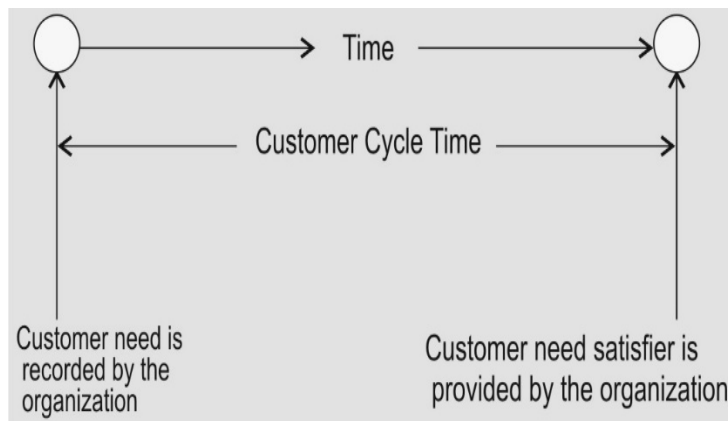 Time
Customer Cycle Time
Customer need is
recorded by the
organization
Customer need satisfier is
provided by the organization